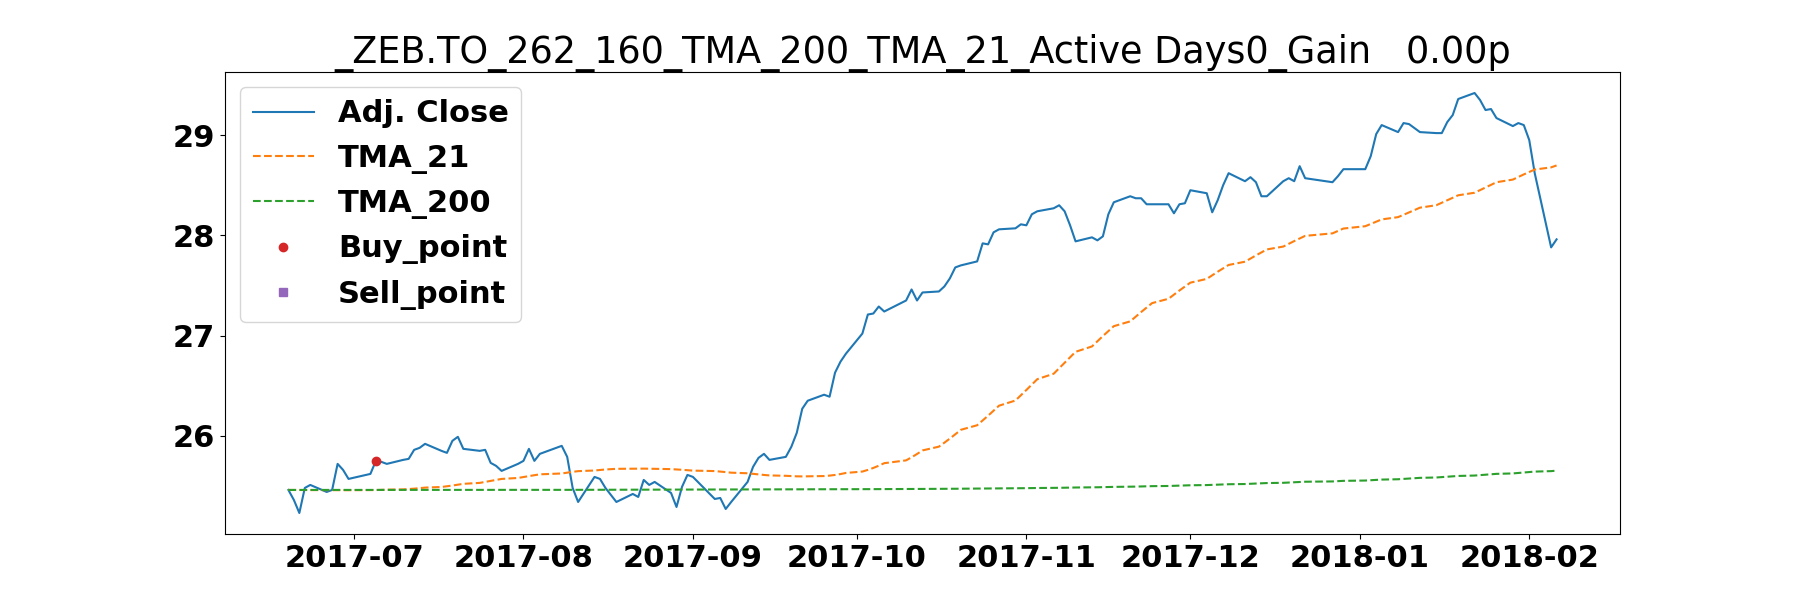 _ZEB.TO_262_160_TMA_200_TMA_21_Active Days0_Gain   0.00p
Adj. Close
TMA_21
TMA_200
Buy_point
Sell_point
29
28
27
26
2017-07 2017-08 2017-09 2017-10 2017-11 2017-12 2018-01 2018-02